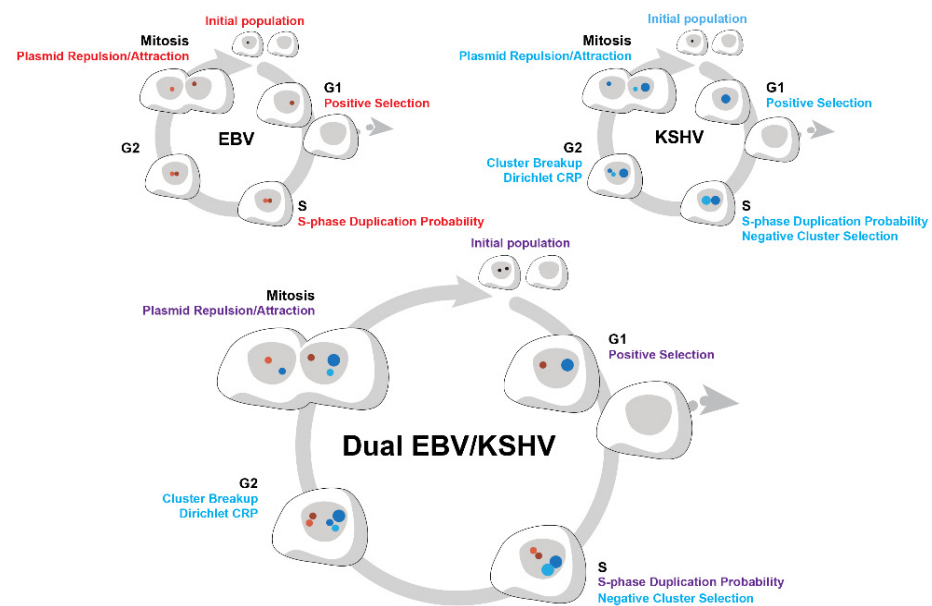 Initial population
Mitosis
Plasmid Repulsion/Attraction
G1
Positive Selection
EBV
G2
S
S-phase Duplication Probability
Initial population
Mitosis
Plasmid Repulsion/Attraction
G1
Positive Selection
KSHV
G2
Cluster Breakup
Dirichlet CRP
S
S-phase Duplication Probability
Negative Cluster Selection
Initial population
Mitosis
Plasmid Repulsion/Attraction
G1
Positive Selection
Dual EBV/KSHV
G2
Cluster Breakup
Dirichlet CRP
S
S-phase Duplication Probability
Negative Cluster Selection